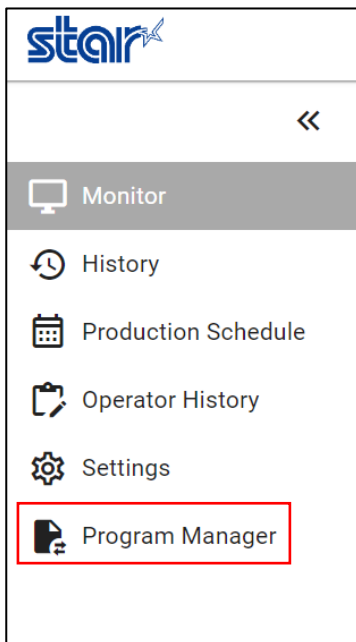 star
Monitor
History
Production Schedule
Operator History
Settings
Program Manager